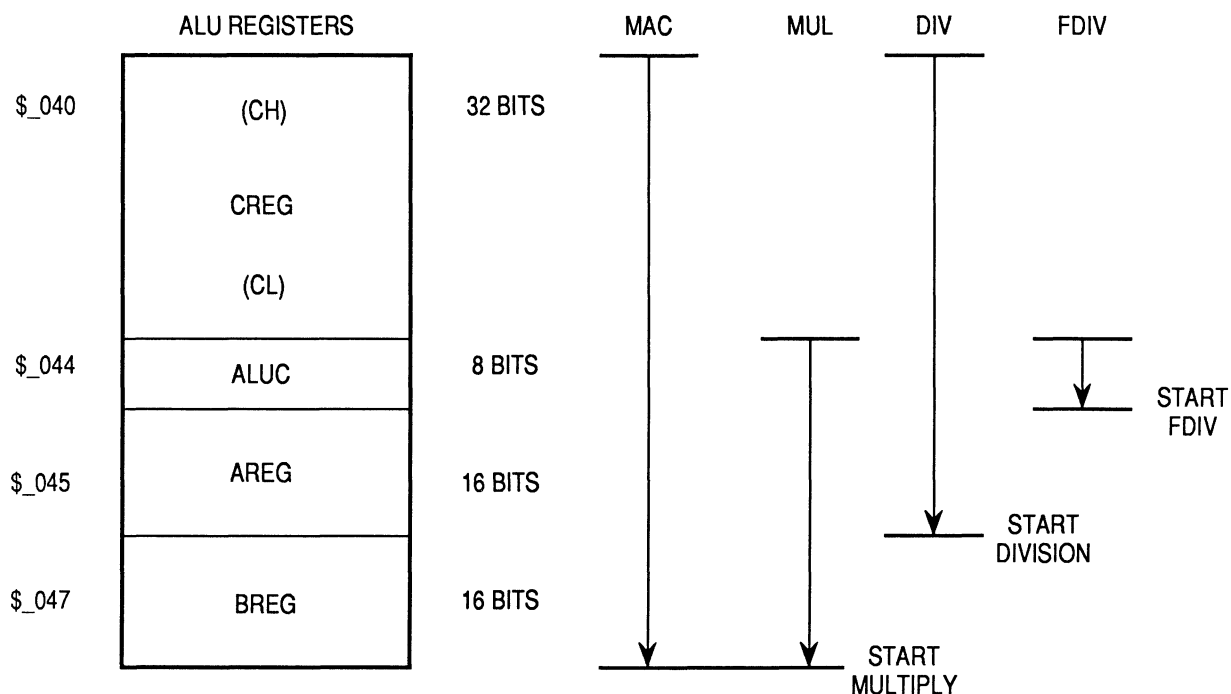 ALU REGISTERS MAC MUL DIV FDIV
$_040 (CH) 32 BITS
CREG
(CL)
$_044 ALUC 8 BITS
START
FDIV
$_045 AREG 16 BITS
START
DIVISION
$_047 BREG 16 BITS
START
MULTIPLY